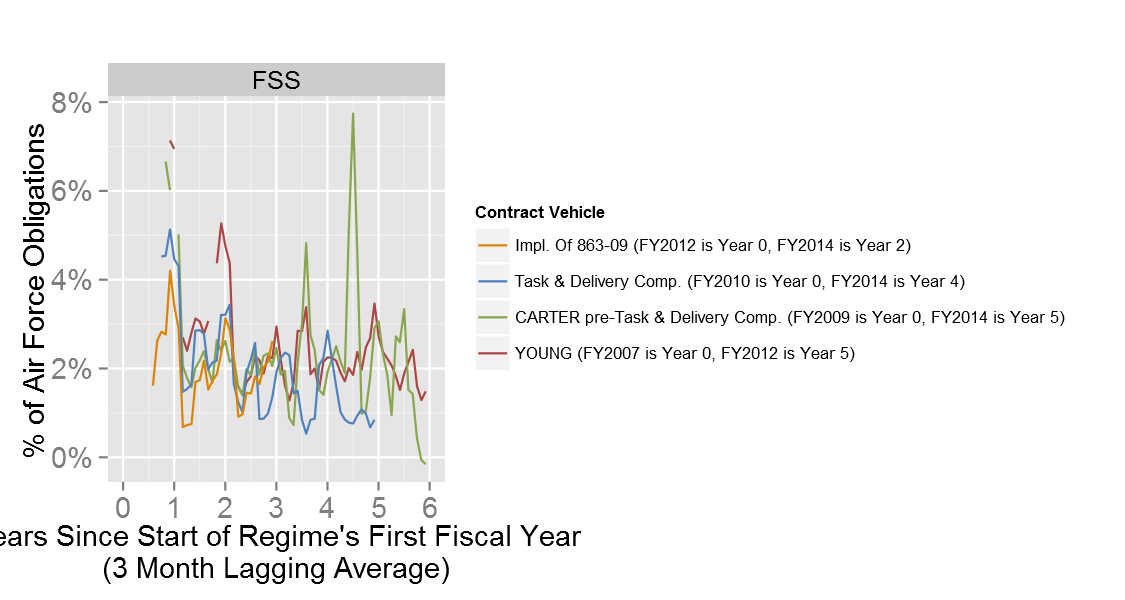 FSS
8%
6%
4%
2%
0%
% of Air Force Obligations
0 1 2 3 4 5 6
ears Since Start of Regime's First Fiscal Year
(3 Month Lagging Average)
Contract Vehicle
Impl. Of 863-09 (FY2012 is Year 0, FY2014 is Year 2)
Task & Delivery Comp. (FY2010 is Year 0, FY2014 is Year 4)
CARTER pre-Task & Delivery Comp. (FY2009 is Year 0, FY2014 is Year 5)
YOUNG (FY2007 is Year 0, FY2012 is Year 5)